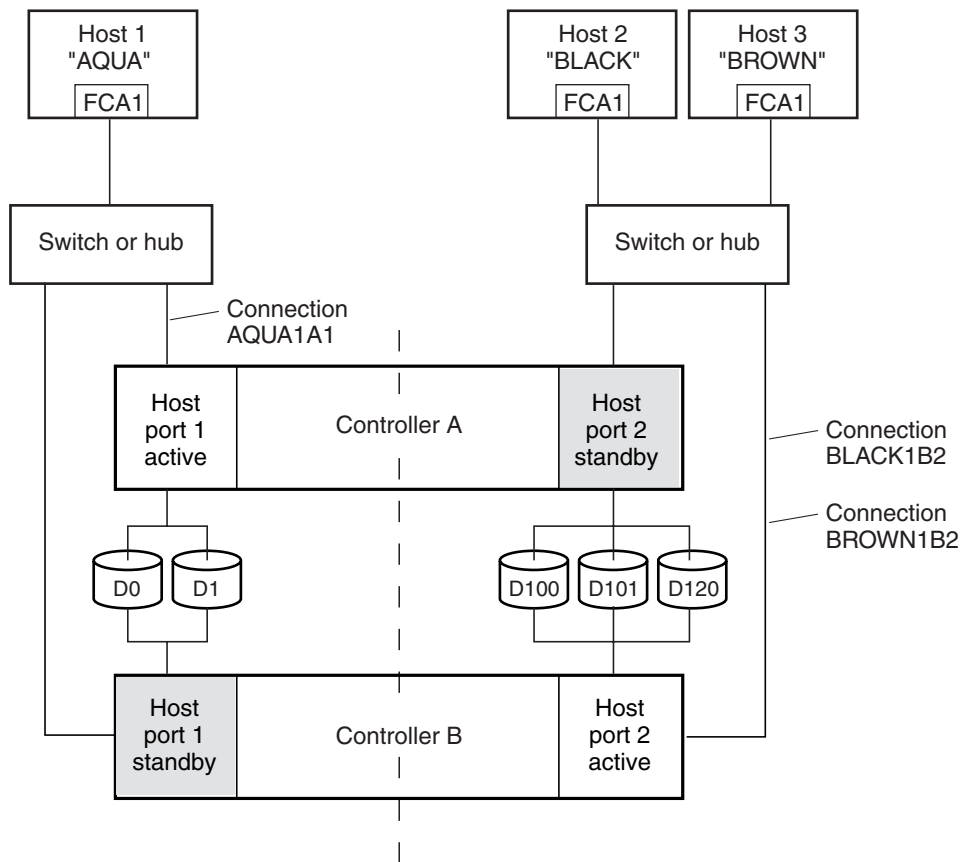 Host 1
"AQUA"
FCA1
Host 2
"BLACK"
FCA1
Host 3
"BROWN"
FCA1
Switch or hub
Switch or hub
Connection
AQUA1A1
Host
port 1
active
Controller A
Host
port 2
standby
Connection
BLACK1B2
Connection
BROWN1B2
D0
D1
D100
D101
D120
Host
port 1
standby
Controller B
Host
port 2
active